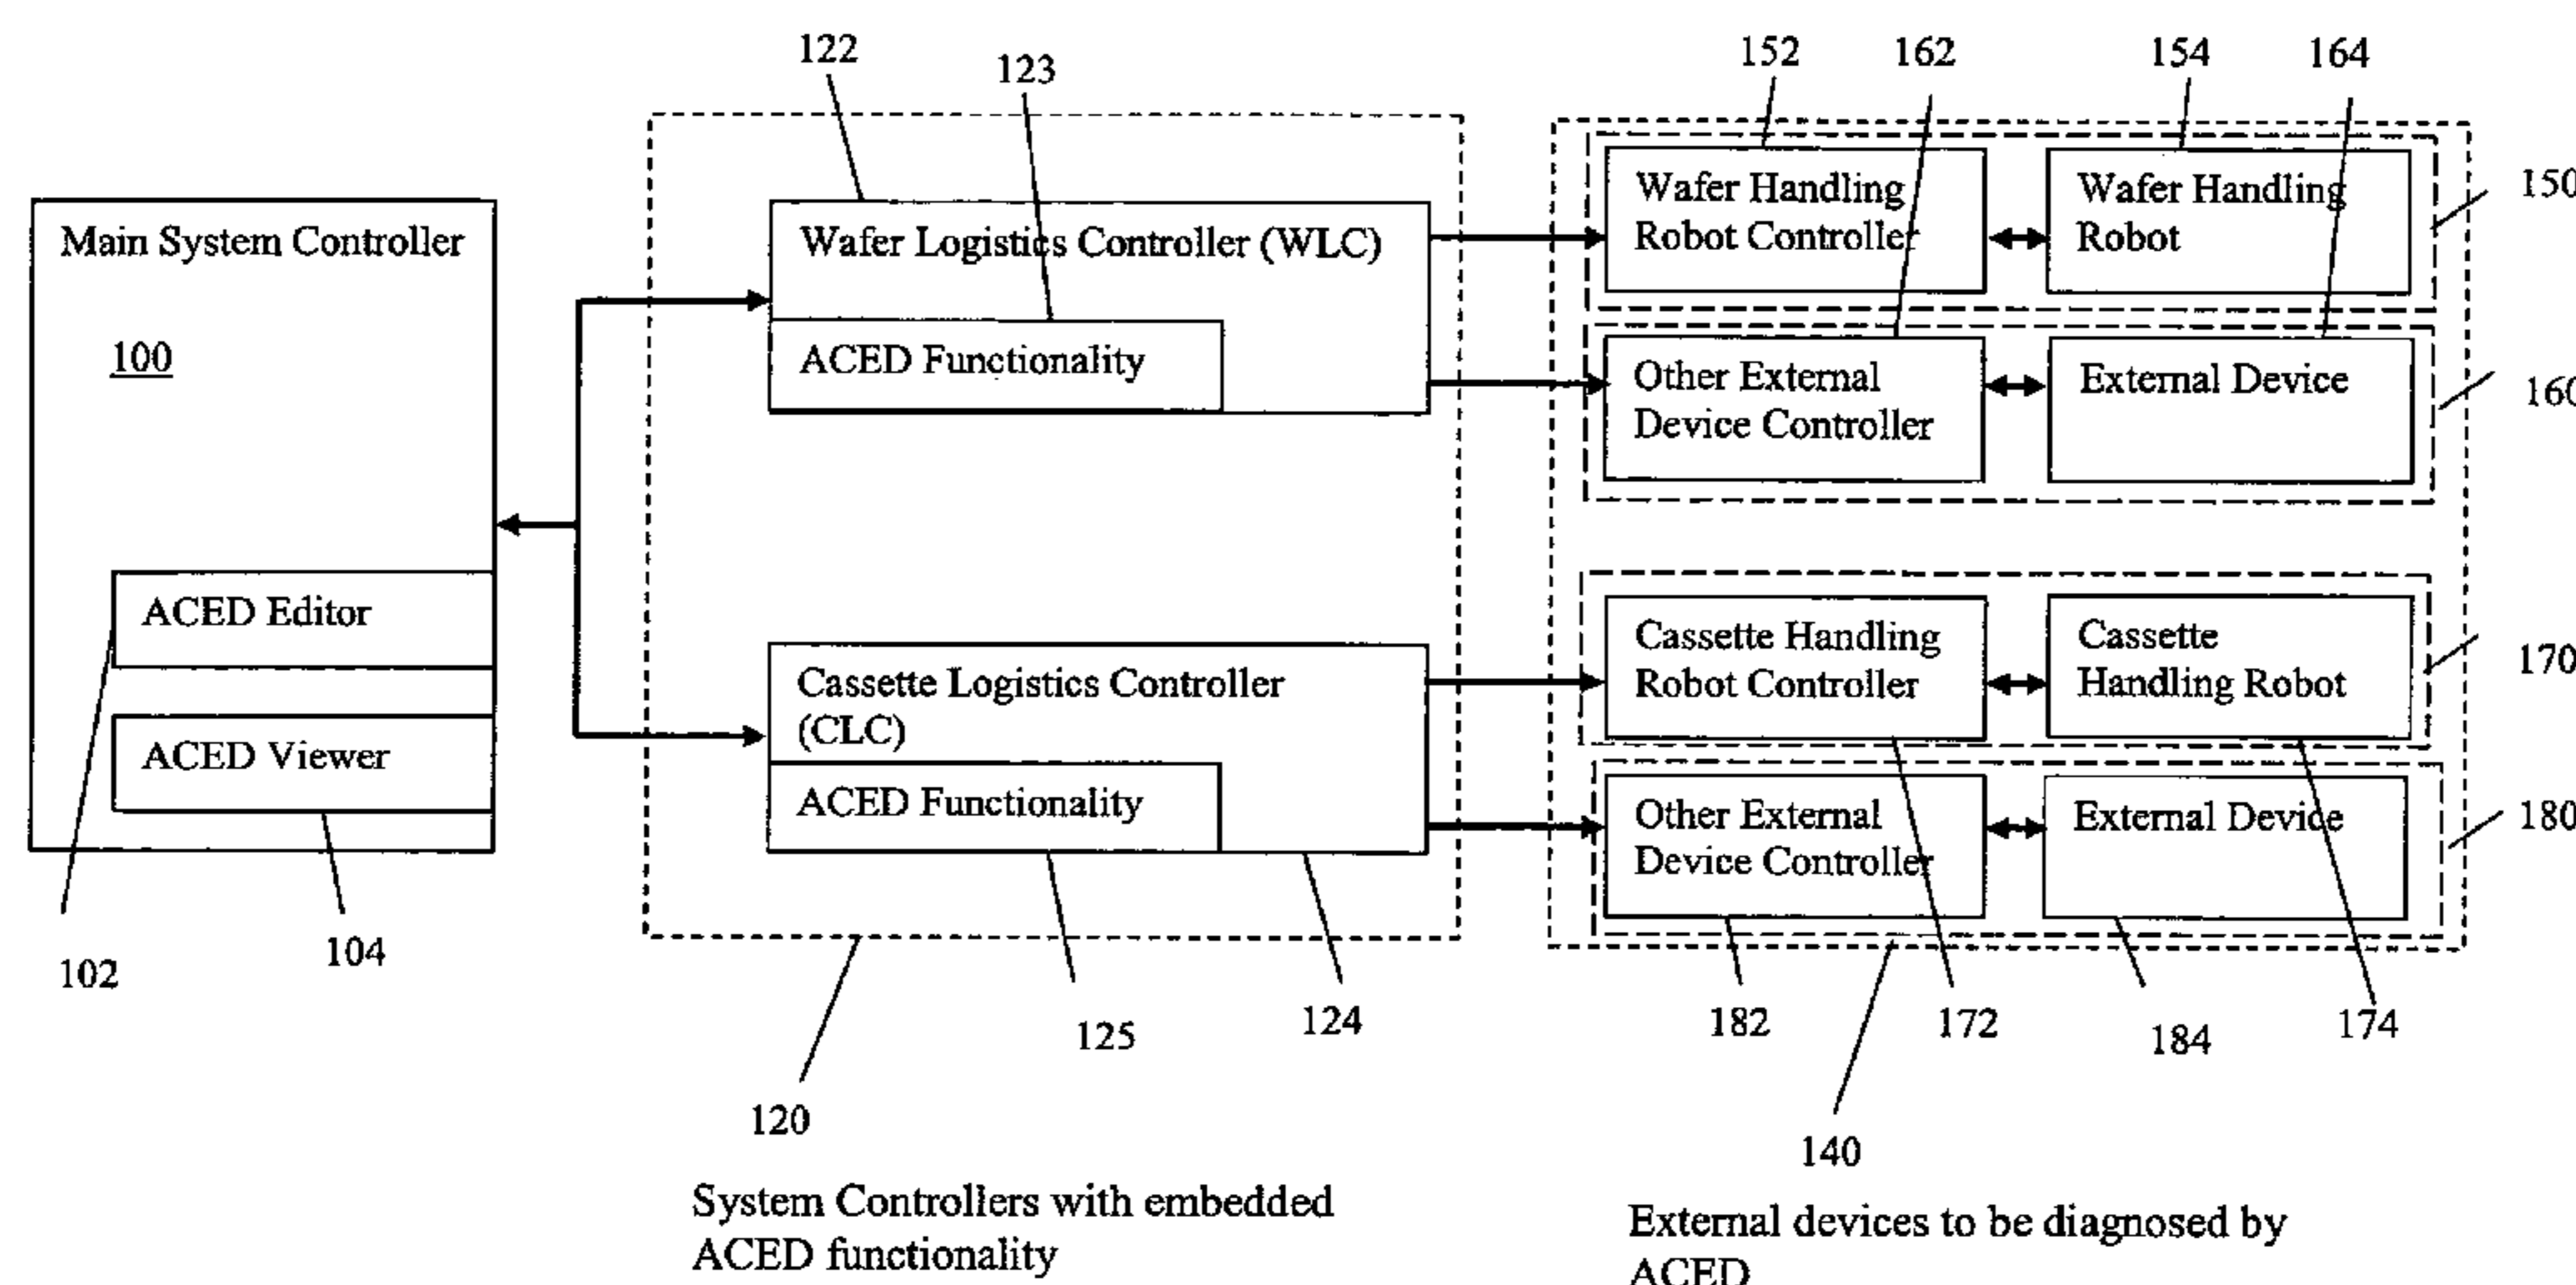 122
123
152
162
154
164
Main System Controller
100
ACED Editor
ACED Viewer
102
104
Wafer Logistics Controller (WLC)
ACED Functionality
Cassette Logistics Controller
(CLC)
ACED Functionality
125
124
120
System Controllers with embedded
ACED functionality
Wafer Handling
Robot Controller
Wafer Handling
Robot
150
Other External
Device Controller
External Device
160
Cassette Handling
Robot Controller
Cassette
Handling Robot
170
Other External
Device Controller
External Device
180
182
172
184
174
140
External devices to be diagnosed by
ACED